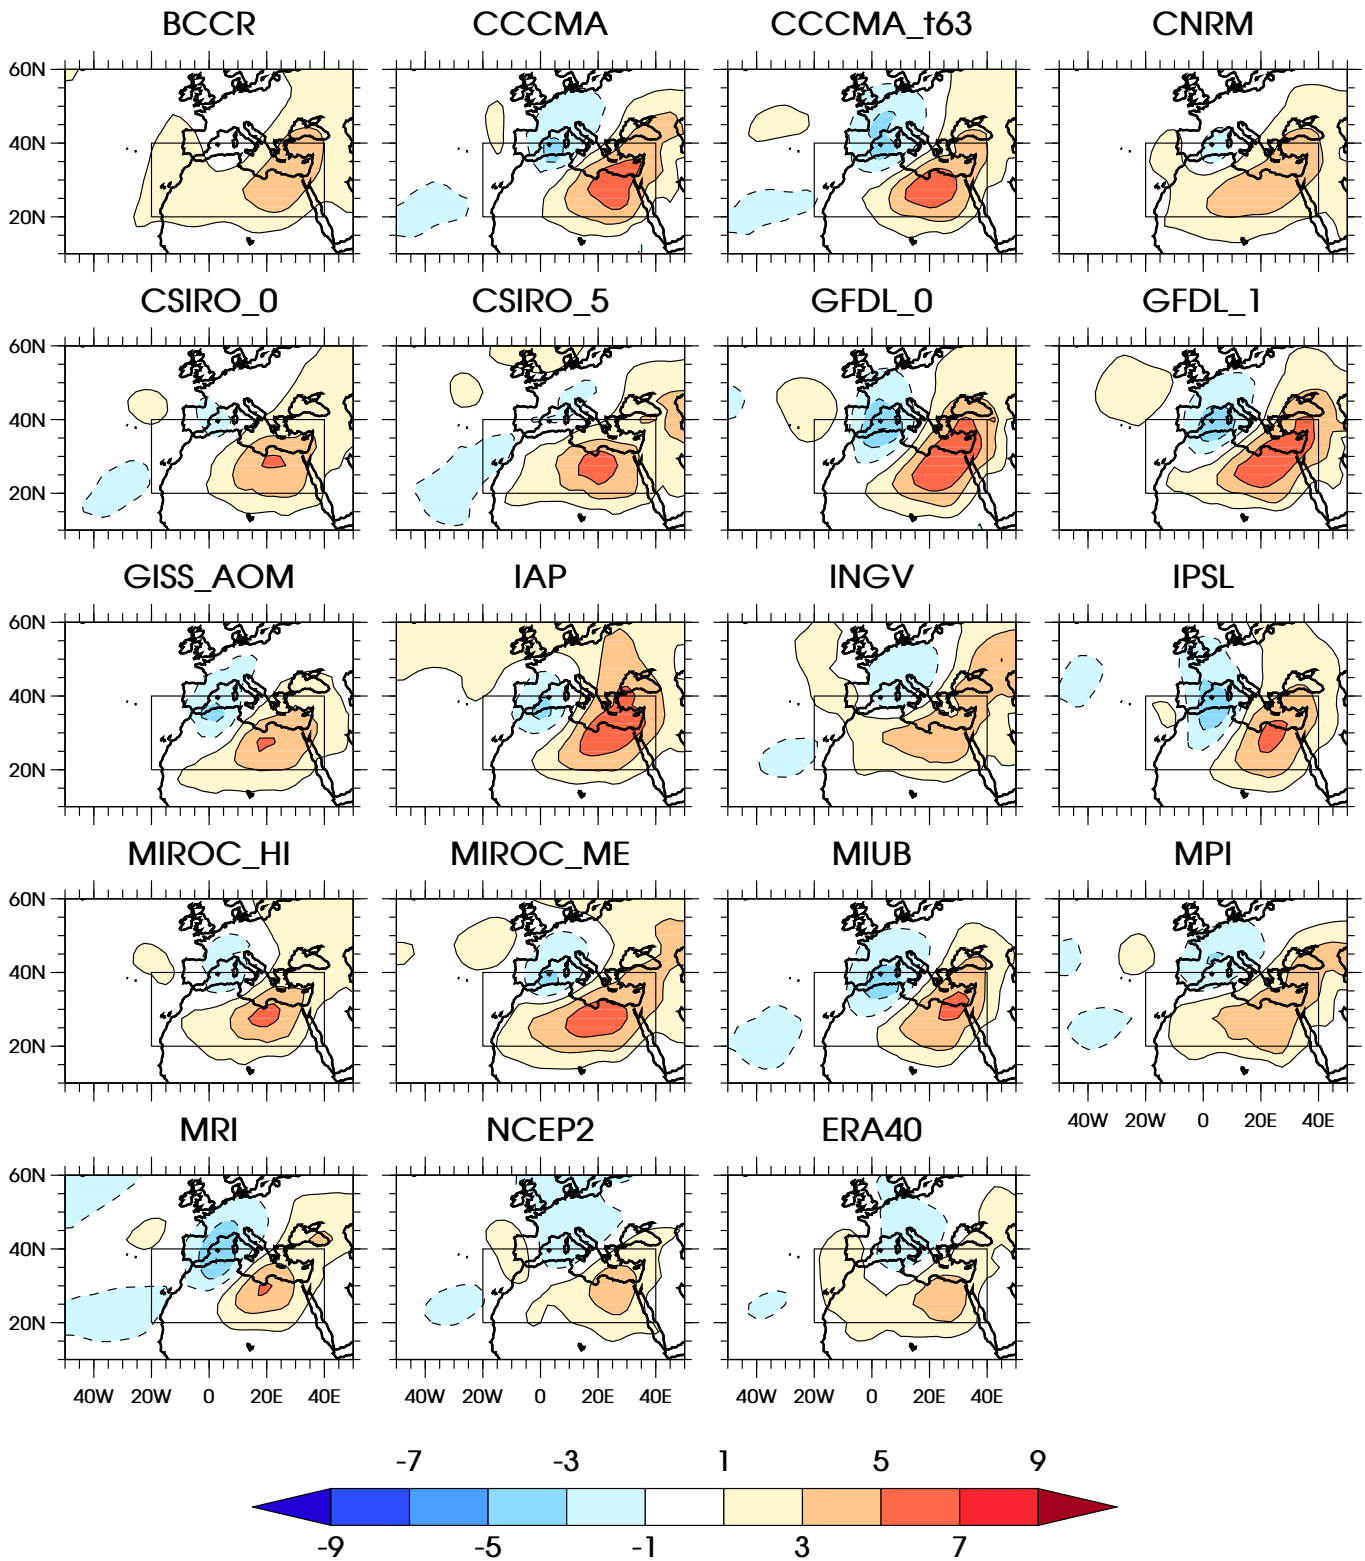 BCCR CCCMA CCCMA_t63 CNRM
60N
40N
20N
CSIRO_0 CSIRO_5 GFDL_0 GFDL_1
60N
40N
20N
GISS_AOM IAP INGV IPSL
60N
40N
20N
MIROC_HI MIROC_ME MIUB MPI
60N
40N
20N
40W 20W 0 20E 40E
MRI NCEP2 ERA40
60N
40N
20N
40W 20W 0 20E 40E 40W 20W 0 20E 40E 40W 20W 0 20E 40E
-7 -3 1 5 9
-9 -5 -1 3 7